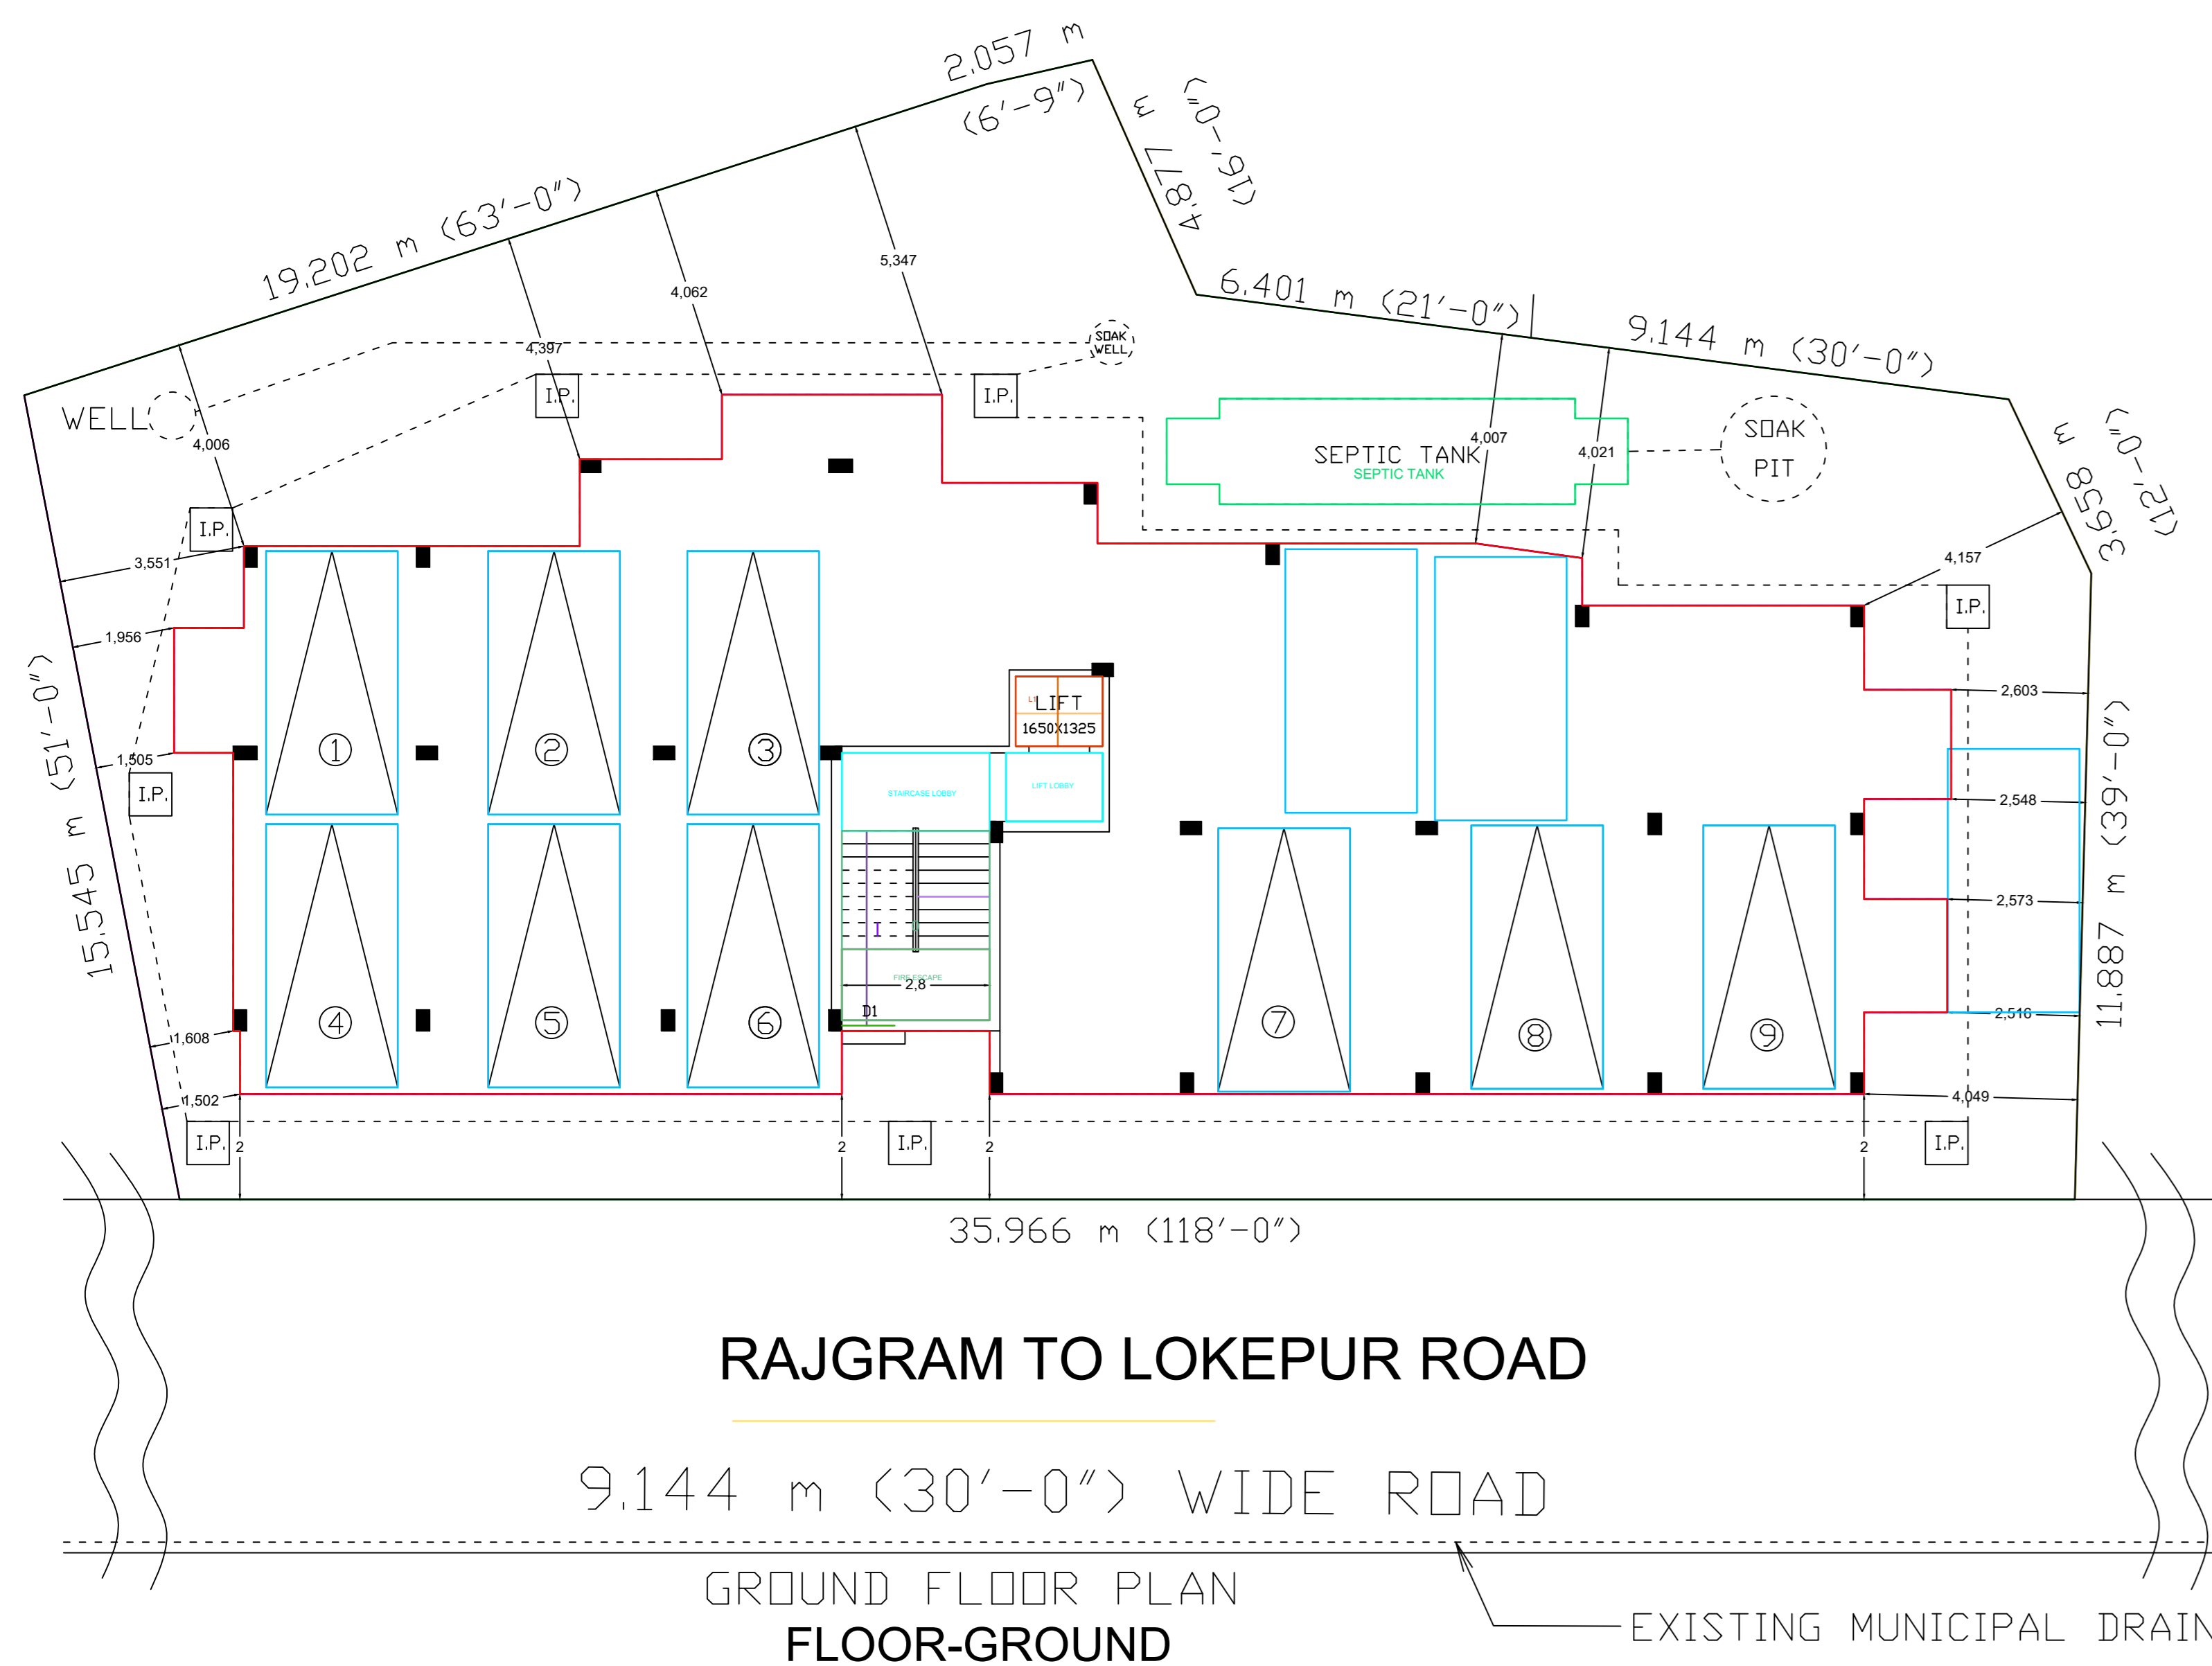 2.057 m
(6'-9")
4.877 m
(16'-0")
19.202 m (63'-0")
5,347
4,062
4,397
6.401 m (21'-0")
9.144 m (30'-0")
SOAK
WELL
I.P.
I.P.
WELL
4,006
SEPTIC TANK
SEPTIC TANK
4,007
4,021
SOAK
PIT
3.658 m
(12'-0")
I.P.
3,551
4,157
I.P.
1,956
15.545 m (51'-0")
1,505
I.P.
1
2
3
L1
LIFT
1650X1325
STAIRCASE LOBBY
LIFT LOBBY
2,603
2,548
2,573
2,516
11.887 m (39'-0")
FIRE ESCAPE
2,8
D1
4
5
6
7
8
9
1,608
1,502
4,049
I.P.
2
2
I.P.
2
2
I.P.
35.966 m (118'-0")
RAJGRAM TO LOKEPUR ROAD
9.144 m (30'-0") WIDE ROAD
GROUND FLOOR PLAN
FLOOR-GROUND
EXISTING MUNICIPAL DRAIN